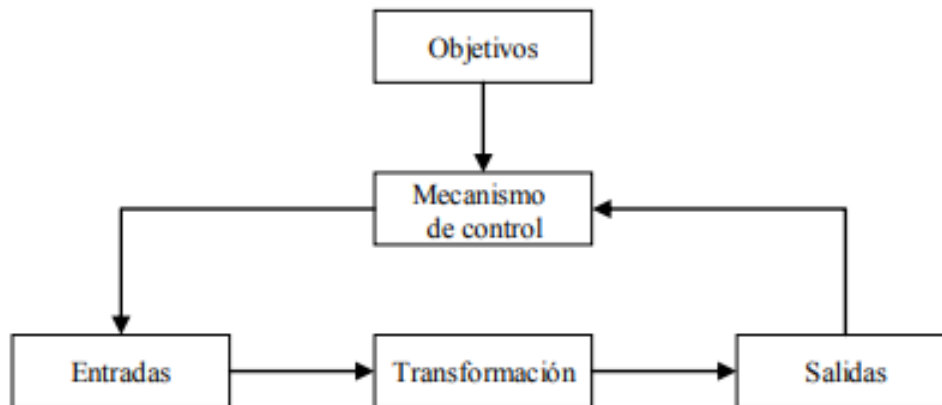 Objetivos
Mecanismo
de control
Entradas
Transformación
Salidas